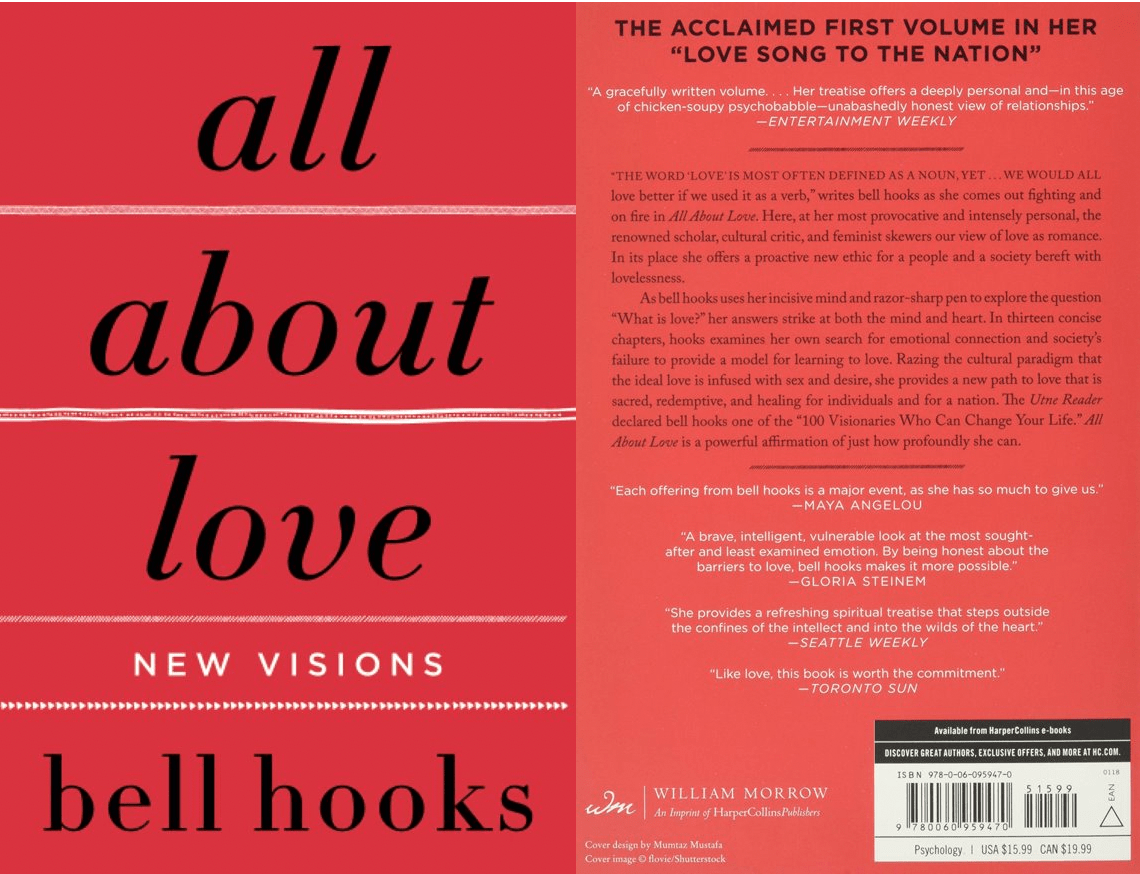 all
about
love
NEW VISIONS
bell hooks
THE ACCLAIMED FIRST VOLUME IN HER
“LOVE SONG TO THE NATION”
“A gracefully written volume. . . . Her treatise offers a deeply personal and—in this age
of chicken-soupy psychobabble—unabashedly honest view of relationships.”
—ENTERTAINMENT WEEKLY
“THE WORD ‘LOVE’ IS MOST OFTEN DEFINED AS A NOUN, YET . . . WE WOULD ALL
love better if we used it as a verb,” writes bell hooks as she comes out fighting and
on fire in All About Love. Here, at her most provocative and intensely personal, the
renowned scholar, cultural critic, and feminist skewers our view of love as romance.
In its place she offers a proactive new ethic for a people and a society bereft with
lovelessness.
As bell hooks uses her incisive mind and razor-sharp pen to explore the question
“What is love?” her answers strike at both the mind and heart. In thirteen concise
chapters, hooks examines her own search for emotional connection and society’s
failure to provide a model for learning to love. Razing the cultural paradigm that
the ideal love is infused with sex and desire, she provides a new path to love that is
sacred, redemptive, and healing for individuals and for a nation. The Utne Reader
declared bell hooks one of the “100 Visionaries Who Can Change Your Life.” All
About Love is a powerful affirmation of just how profoundly she can.
“Each offering from bell hooks is a major event, as she has so much to give us.”
—MAYA ANGELOU
“A brave, intelligent, vulnerable look at the most sought-
after and least examined emotion. By being honest about the
barriers to love, bell hooks makes it more possible.”
—GLORIA STEINEM
“She provides a refreshing spiritual treatise that steps outside
the confines of the intellect and into the wilds of the heart.”
—SEATTLE WEEKLY
“Like love, this book is worth the commitment.”
—TORONTO SUN
wm
WILLIAM MORROW
An Imprint of HarperCollinsPublishers
Cover design by Mumtaz Mustafa
Cover image © flovie/Shutterstock
Available from HarperCollins e-books
DISCOVER GREAT AUTHORS, EXCLUSIVE OFFERS, AND MORE AT HC.COM.
ISBN 978-0-06-095947-0
0118
51599
EAN
9 780060 959470
Psychology | USA $15.99 CAN $19.99